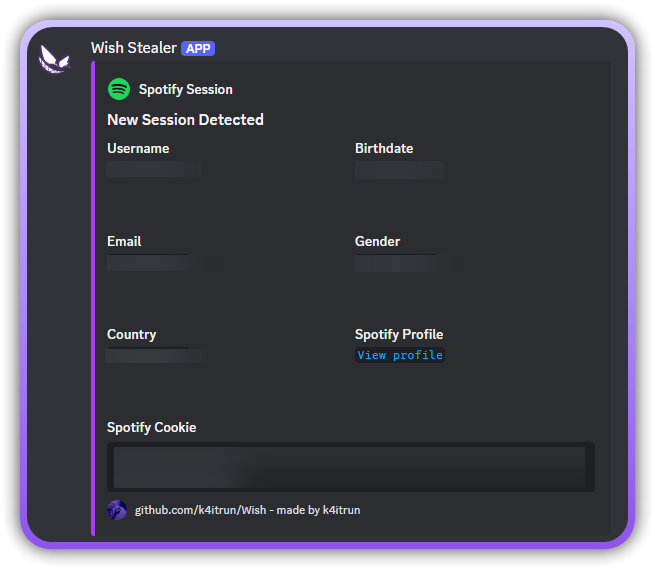 Wish Stealer APP
Spotify Session
New Session Detected
Username Birthdate
Email Gender
Country Spotify Profile
View profile
Spotify Cookie
github.com/k4itrun/Wish - made by k4itrun